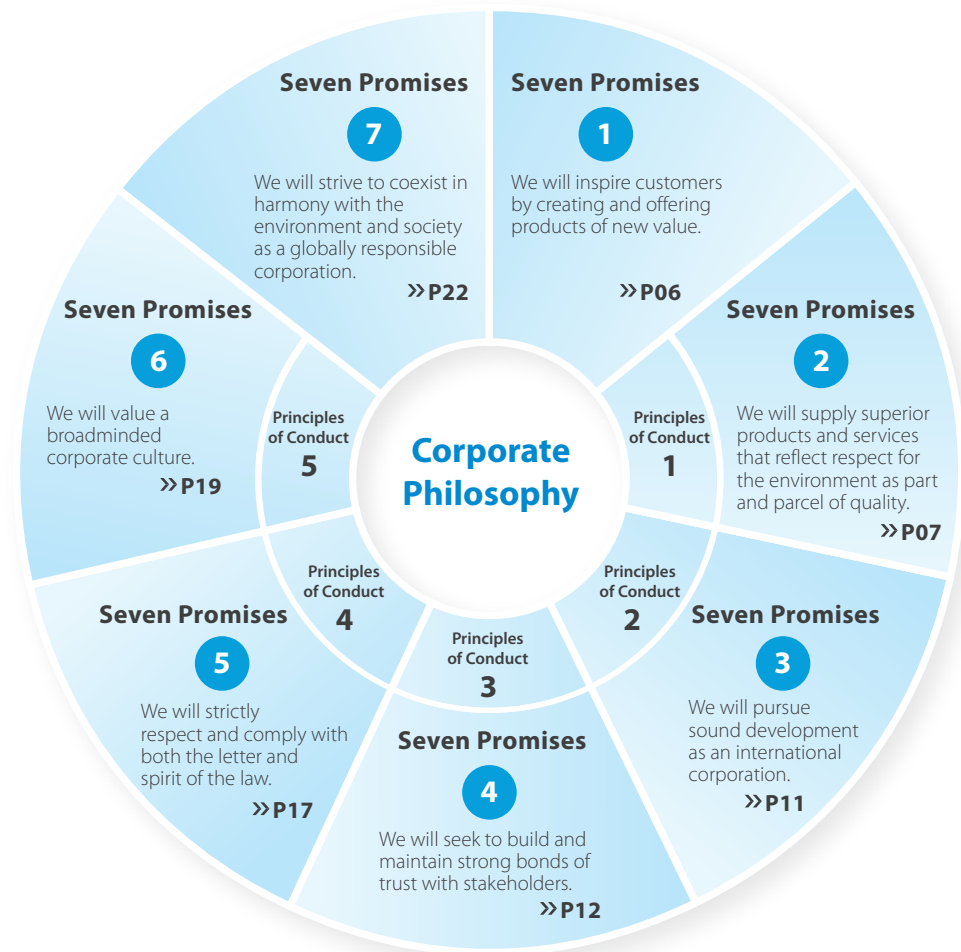 Seven Promises
1
We will inspire customers
by creating and offering
products of new value.
»P06
Seven Promises
2
We will supply superior
products and services
that reflect respect for
the environment as part
and parcel of quality.
»P07
Seven Promises
3
We will pursue
sound development
as an international
corporation.
»P11
Seven Promises
4
We will seek to build and
maintain strong bonds of
trust with stakeholders.
»P12
Seven Promises
5
We will strictly
respect and comply with
both the letter and
spirit of the law.
»P17
Seven Promises
6
We will value a
broadminded
corporate culture.
»P19
Seven Promises
7
We will strive to coexist in
harmony with the
environment and society
as a globally responsible
corporation.
»P22
Principles
of Conduct
1
Principles
of Conduct
2
Principles
of Conduct
3
Principles
of Conduct
4
Principles
of Conduct
5
Corporate
Philosophy